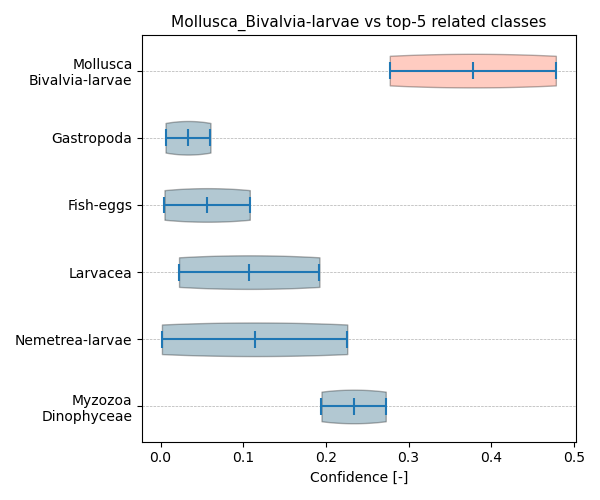 Mollusca_Bivalvia-larvae vs top-5 related classes
Mollusca
Bivalvia-larvae
Gastropoda
Fish-eggs
Larvacea
Nemetrea-larvae
Myzozoa
Dinophyceae
0.0 0.1 0.2 0.3 0.4 0.5
Confidence [-]